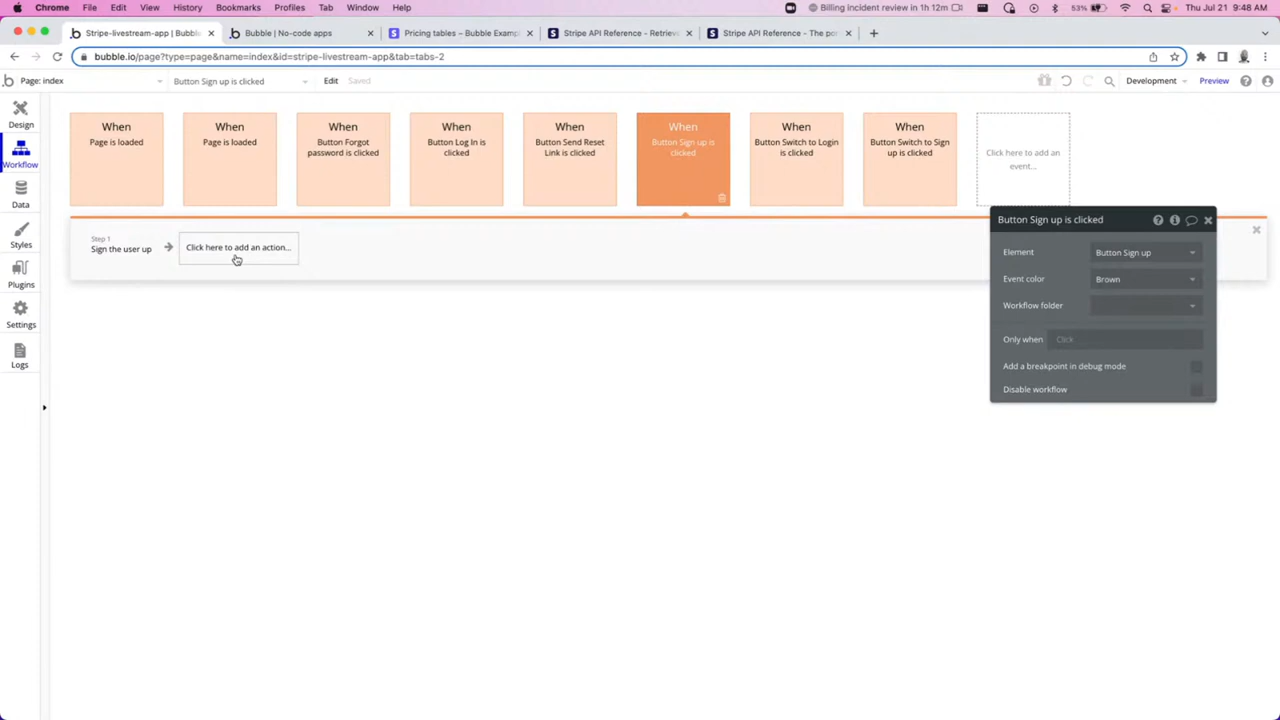 Chrome File Edit View History Bookmarks Profiles Tab Window Help
Billing incident review in 1h 12m 53% Thu Jul 21 9:48 AM
Stripe-livestream-app | Bubble
Bubble | No-code apps
Pricing tables – Bubble Exampl
Stripe API Reference - Retrieve
Stripe API Reference – The po
bubble.io/page?type=page&name=index&id=stripe-livestream-app&tab=tabs-2
Page: index
Button Sign up is clicked
Edit
Saved
Development
Preview
Design
Workflow
Data
Styles
Plugins
Settings
Logs
When
Page is loaded
When
Page is loaded
When
Button Forgot
password is clicked
When
Button Log In is
clicked
When
Button Send Reset
Link is clicked
When
Button Sign up is
clicked
When
Button Switch to Login
is clicked
When
Button Switch to Sign
up is clicked
Click here to add an
event...
Step 1
Sign the user up
Click here to add an action...
Button Sign up is clicked
Element
Button Sign up
Event color
Brown
Workflow folder
Only when
Click
Add a breakpoint in debug mode
Disable workflow